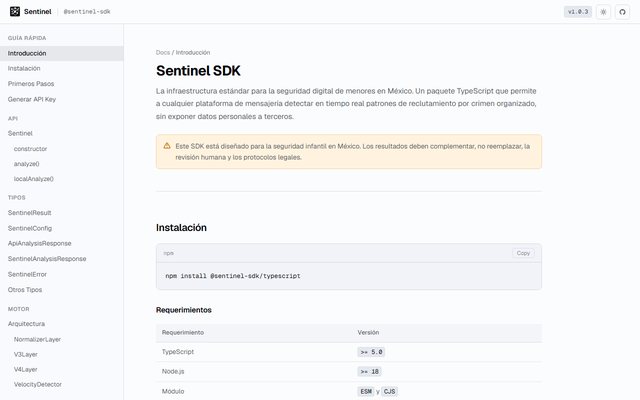 Sentinel
@sentinel-sdk
v1.0.3
GUÍA RÁPIDA
Introducción
Instalación
Primeros Pasos
Generar API Key
API
Sentinel
constructor
analyze()
localAnalyze()
TIPOS
SentinelResult
SentinelConfig
ApiAnalysisResponse
SentinelAnalysisResponse
SentinelError
Otros Tipos
MOTOR
Arquitectura
NormalizerLayer
V3Layer
V4Layer
VelocityDetector
Docs / Introducción
Sentinel SDK
La infraestructura estándar para la seguridad digital de menores en México. Un paquete TypeScript que permite
a cualquier plataforma de mensajería detectar en tiempo real patrones de reclutamiento por crimen organizado,
sin exponer datos personales a terceros.
Este SDK está diseñado para la seguridad infantil en México. Los resultados deben complementar, no reemplazar, la
revisión humana y los protocolos legales.
Instalación
npm
Copy
npm install @sentinel-sdk/typescript
Requerimientos
Requerimiento Versión
TypeScript >= 5.0
Node.js >= 18
Módulo ESM y CJS